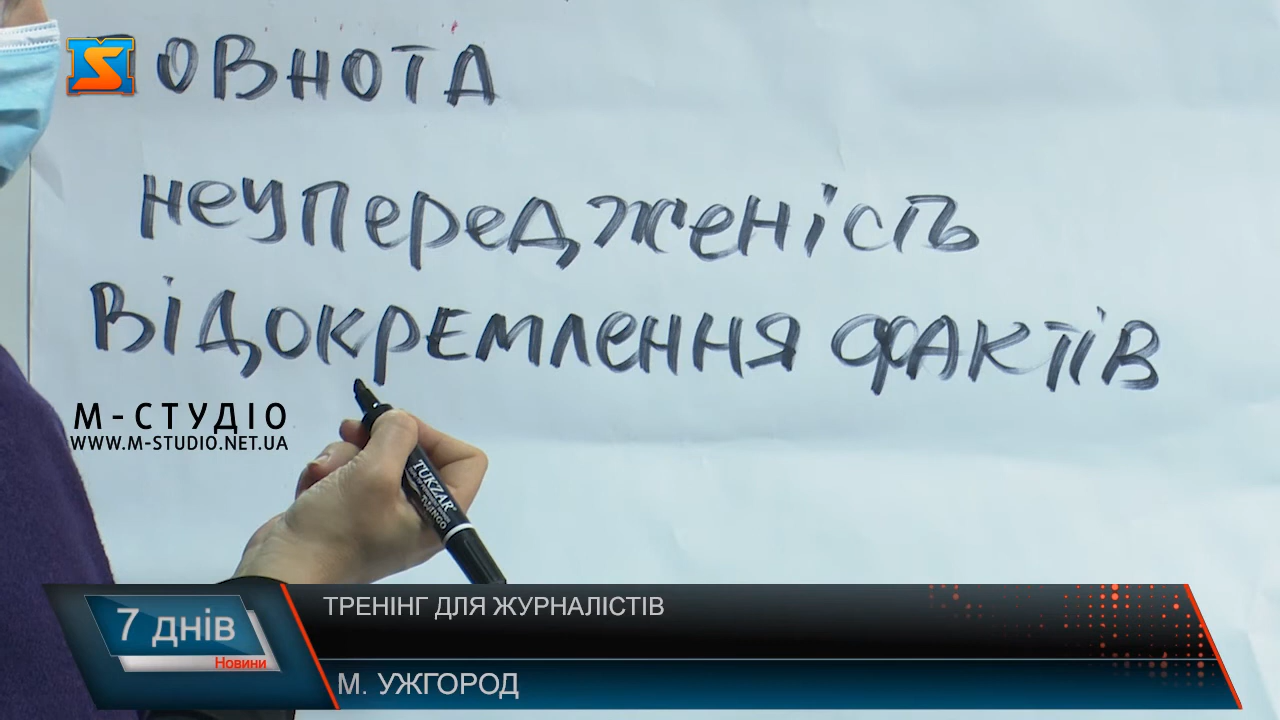 овнота
неупередженість
відокремлення фактів
М-СТУДІО
WWW.M-STUDIO.NET.UA
TUKZAR
7 днів
Новини
ТРЕНІНГ ДЛЯ ЖУРНАЛІСТІВ
М. УЖГОРОД